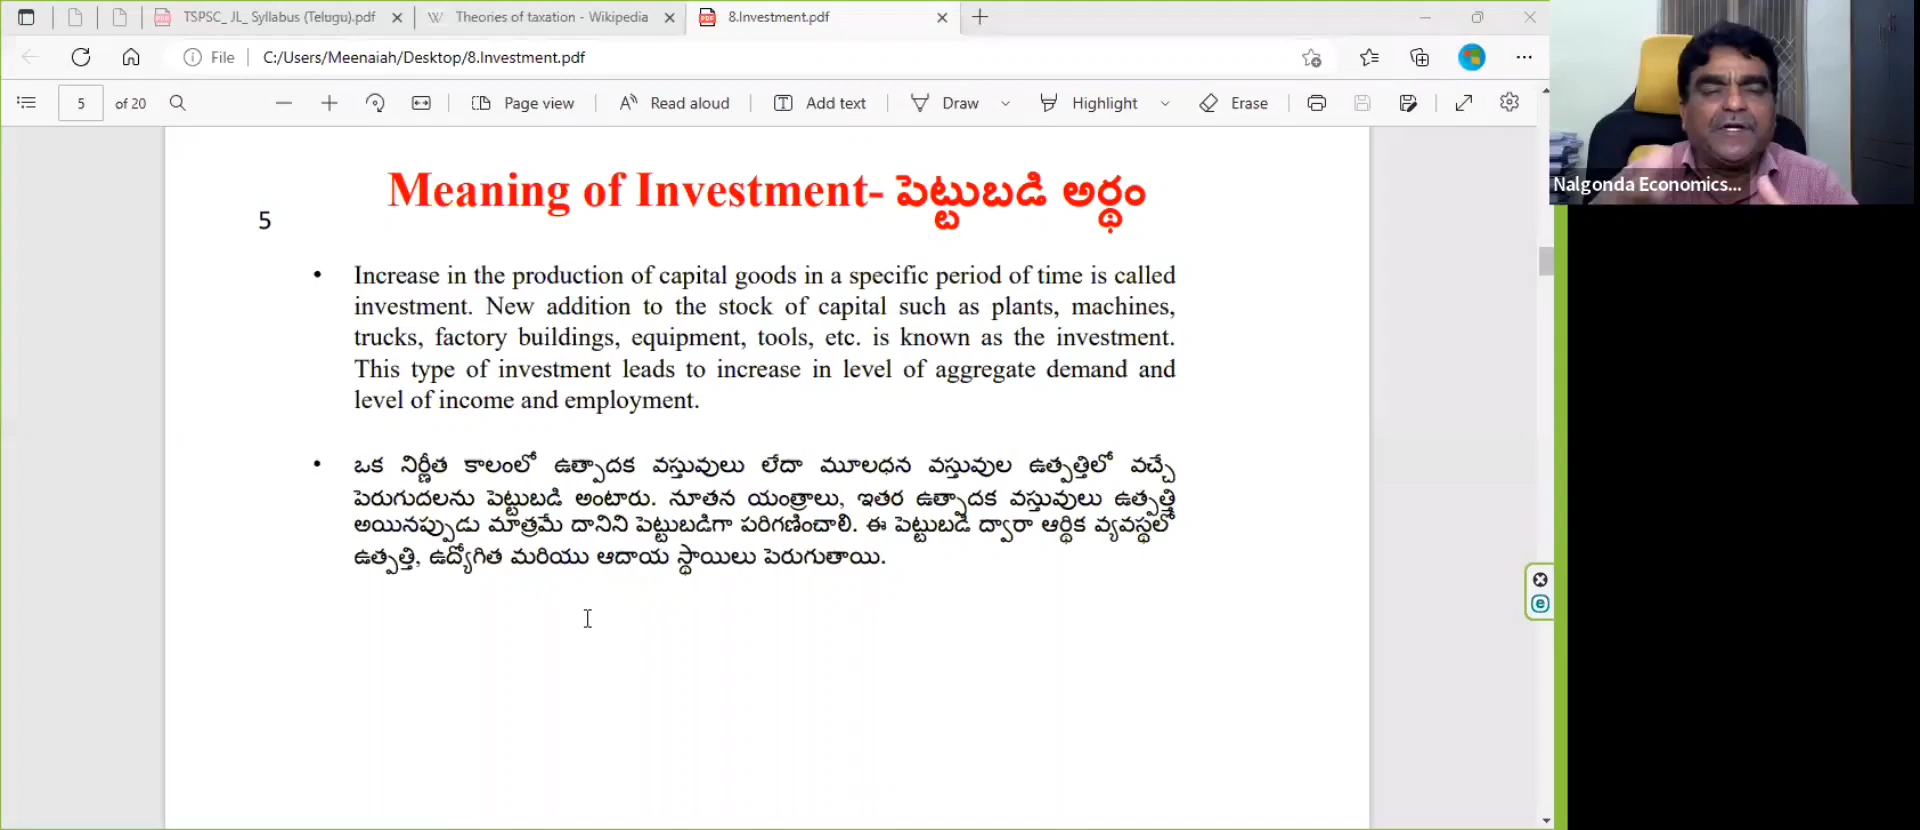 TSPSC_ JL_ Syllabus (Telugu).pdf
Theories of taxation - Wikipedia
8.Investment.pdf
File
C:/Users/Meenaiah/Desktop/8.Investment.pdf
5
of 20
Page view
Read aloud
Add text
Draw
Highlight
Erase
Nalgonda Economics...
Meaning of Investment- పెట్టుబడి అర్థం
5
• Increase in the production of capital goods in a specific period of time is called
investment. New addition to the stock of capital such as plants, machines,
trucks, factory buildings, equipment, tools, etc. is known as the investment.
This type of investment leads to increase in level of aggregate demand and
level of income and employment.
• ఒక నిర్ణీత కాలంలో ఉత్పాదక వస్తువులు లేదా మూలధన వస్తువుల ఉత్పత్తిలో వచ్చే
పెరుగుదలను పెట్టుబడి అంటారు. నూతన యంత్రాలు, ఇతర ఉత్పాదక వస్తువులు ఉత్పత్తి
అయినప్పుడు మాత్రమే దానిని పెట్టుబడిగా పరిగణించాలి. ఈ పెట్టుబడి ద్వారా ఆర్థిక వ్యవస్థలో
ఉత్పత్తి, ఉద్యోగిత మరియు ఆదాయ స్థాయిలు పెరుగుతాయి.